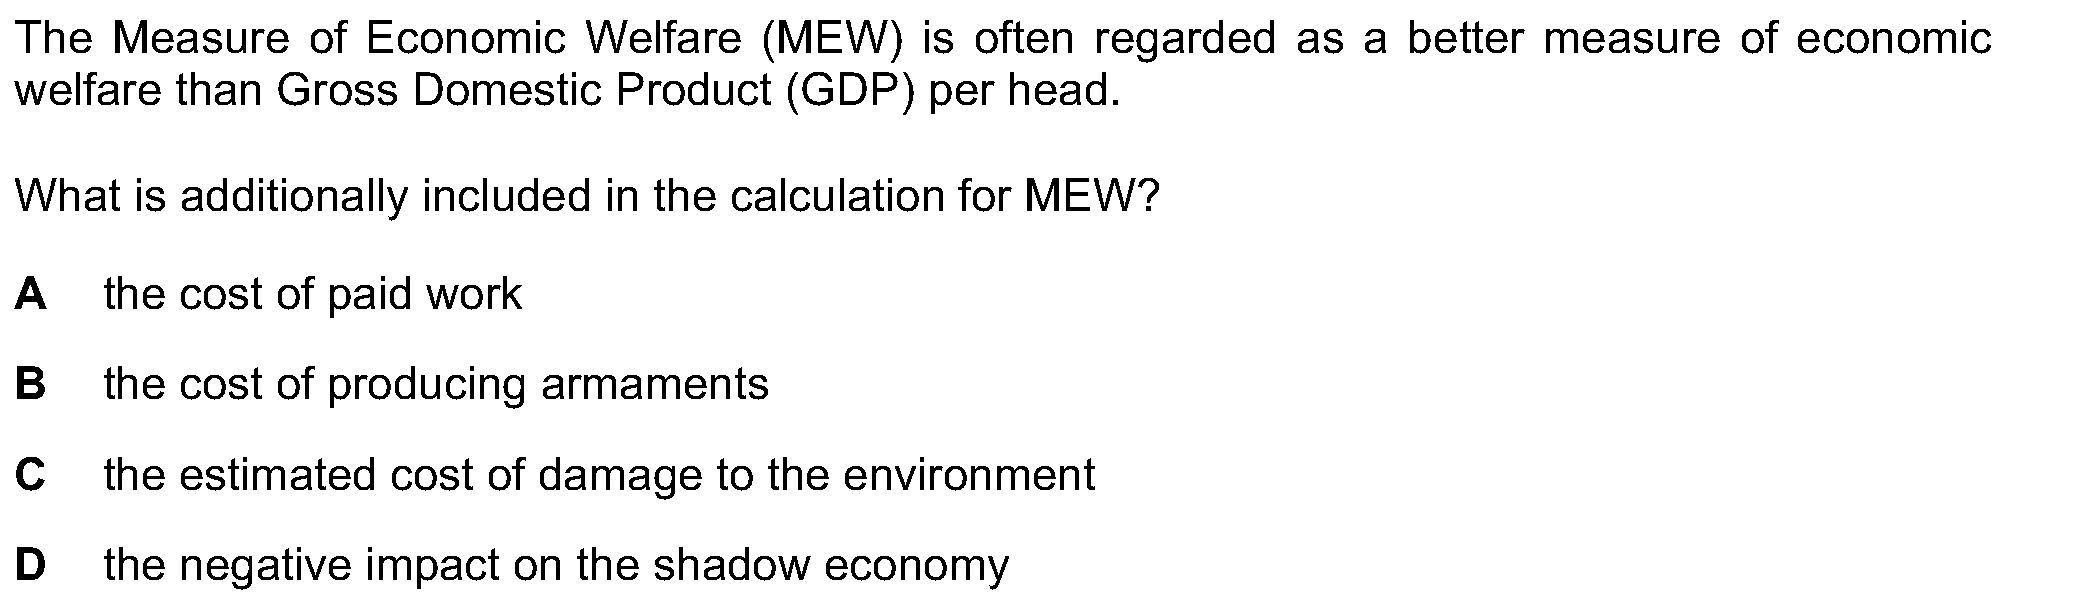 The Measure of Economic Welfare (MEW) is often regarded as a better measure of economic
welfare than Gross Domestic Product (GDP) per head.
What is additionally included in the calculation for MEW?
A the cost of paid work
B the cost of producing armaments
C the estimated cost of damage to the environment
D the negative impact on the shadow economy